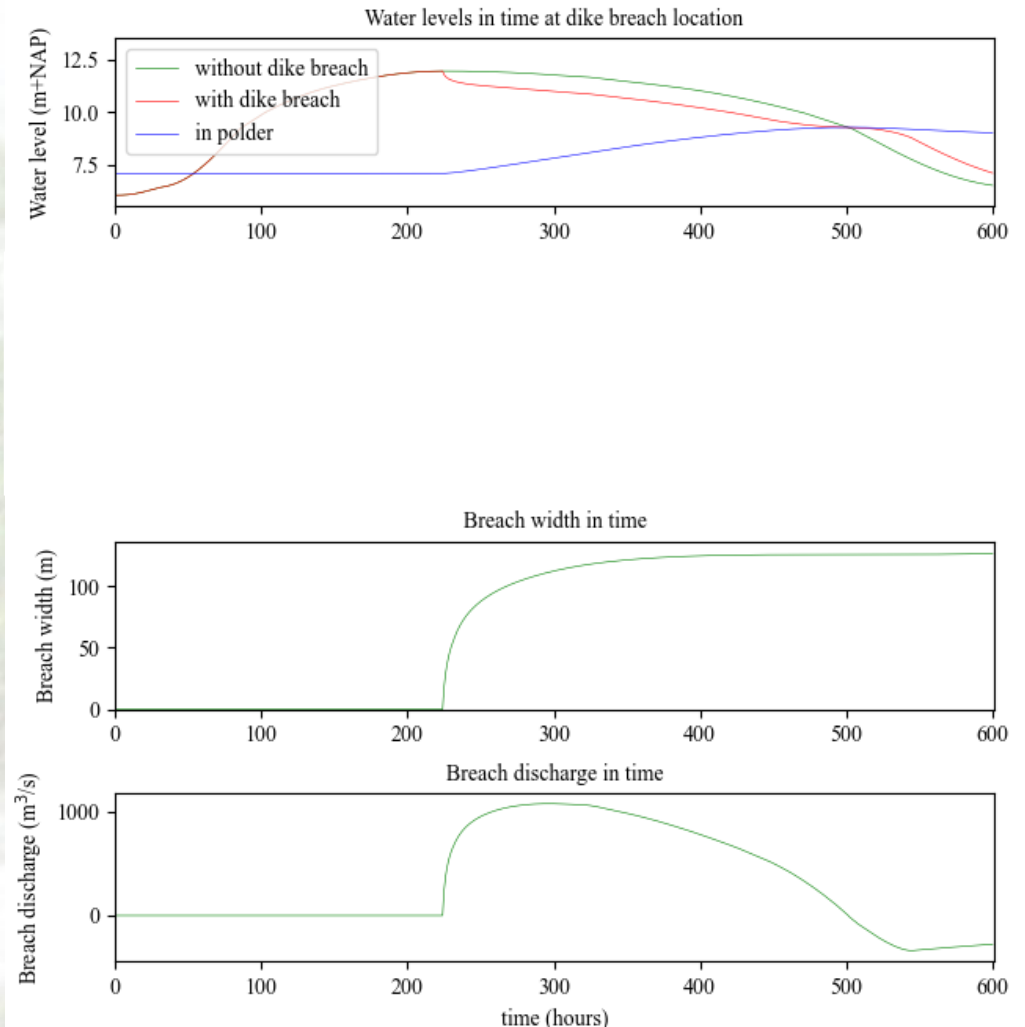 Water levels in time at dike breach location
Water level (m+NAP)
12.5
10.0
7.5
without dike breach
with dike breach
in polder
0 100 200 300 400 500 600
Breach width in time
Breach width (m)
100
50
0
0 100 200 300 400 500 600
Breach discharge in time
Breach discharge (m³/s)
1000
0
0 100 200 300 400 500 600
time (hours)